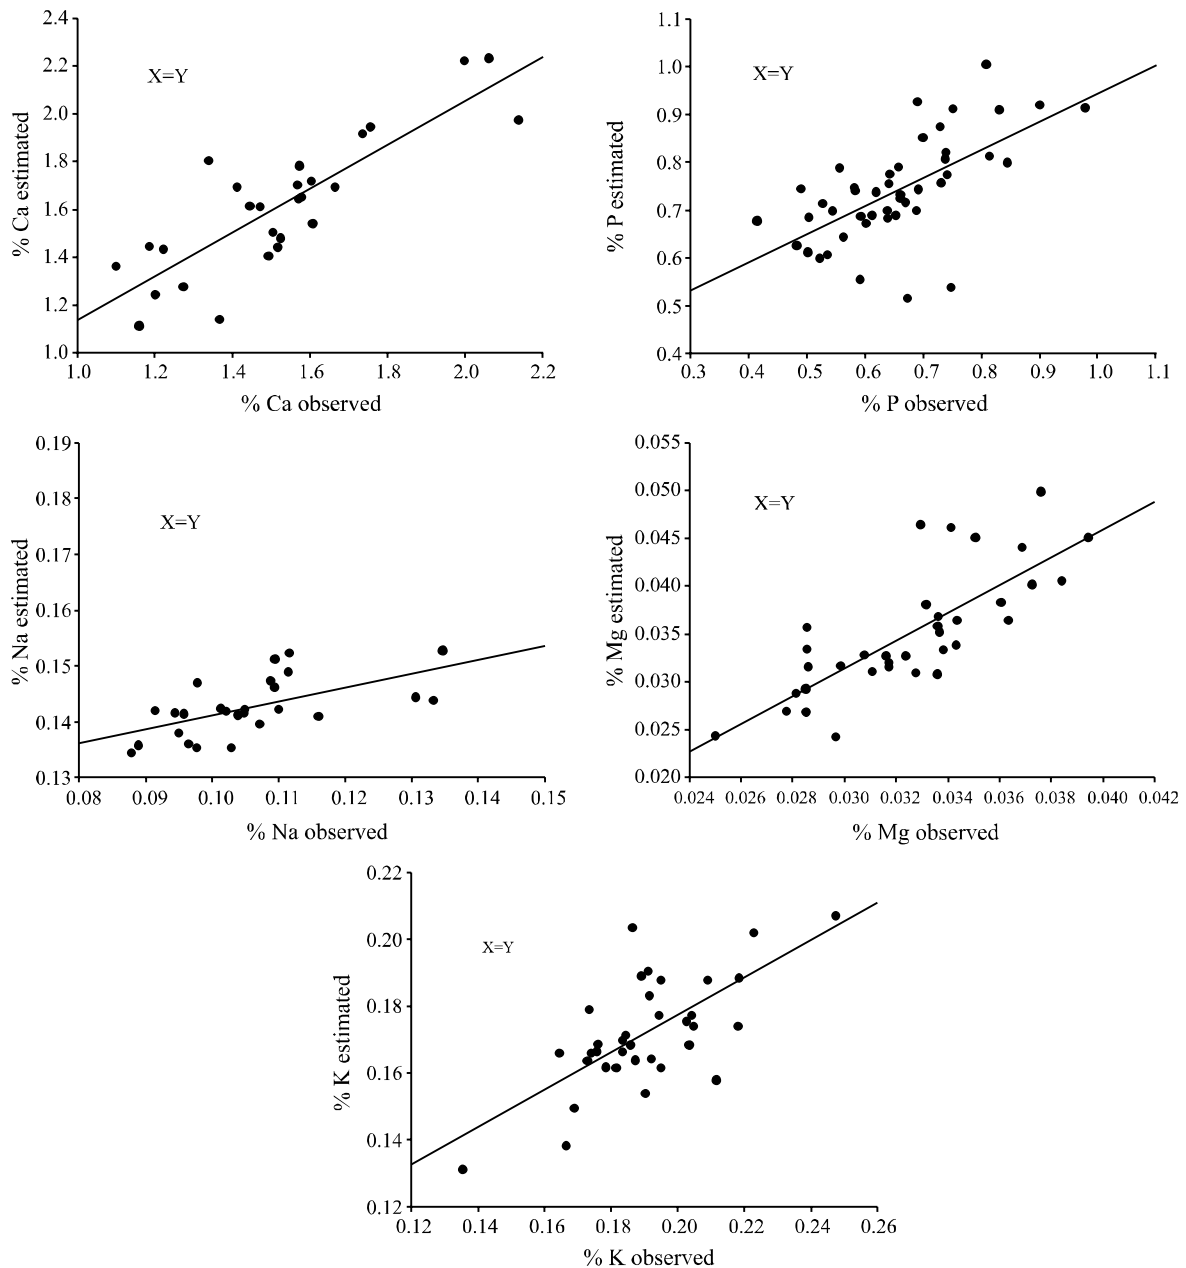 2.4
2.2
2.0
1.8
1.6
1.4
1.2
1.0
% Ca estimated
X=Y
1.0 1.2 1.4 1.6 1.8 2.0 2.2
% Ca observed
1.1
1.0
0.9
0.8
0.7
0.6
0.5
0.4
% P estimated
X=Y
0.3 0.4 0.5 0.6 0.7 0.8 0.9 1.0 1.1
% P observed
0.19
0.18
0.17
0.16
0.15
0.14
0.13
% Na estimated
X=Y
0.08 0.09 0.10 0.11 0.12 0.13 0.14 0.15
% Na observed
0.055
0.050
0.045
0.040
0.035
0.030
0.025
0.020
% Mg estimated
X=Y
0.024 0.026 0.028 0.030 0.032 0.034 0.036 0.038 0.040 0.042
% Mg observed
0.22
0.20
0.18
0.16
0.14
0.12
% K estimated
X=Y
0.12 0.14 0.16 0.18 0.20 0.22 0.24 0.26
% K observed